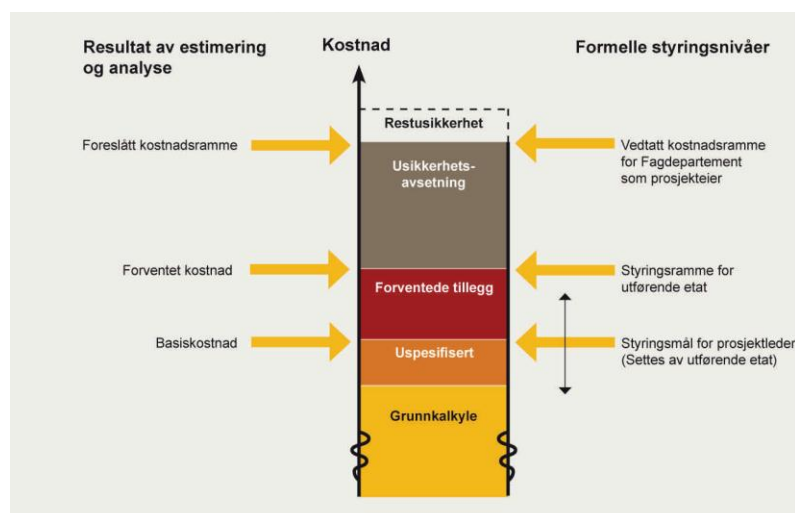 Resultat av estimering
og analyse
Kostnad
Formelle styringsnivåer
Restusikkerhet
Foreslått kostnadsramme
Vedtatt kostnadsramme
for Fagdepartement
som prosjekteier
Usikkerhets-
avsetning
Forventet kostnad
Forventede tillegg
Styringsramme for
utførende etat
Basiskostnad
Uspesifisert
Styringsmål for prosjektleder
(Settes av utførende etat)
Grunnkalkyle